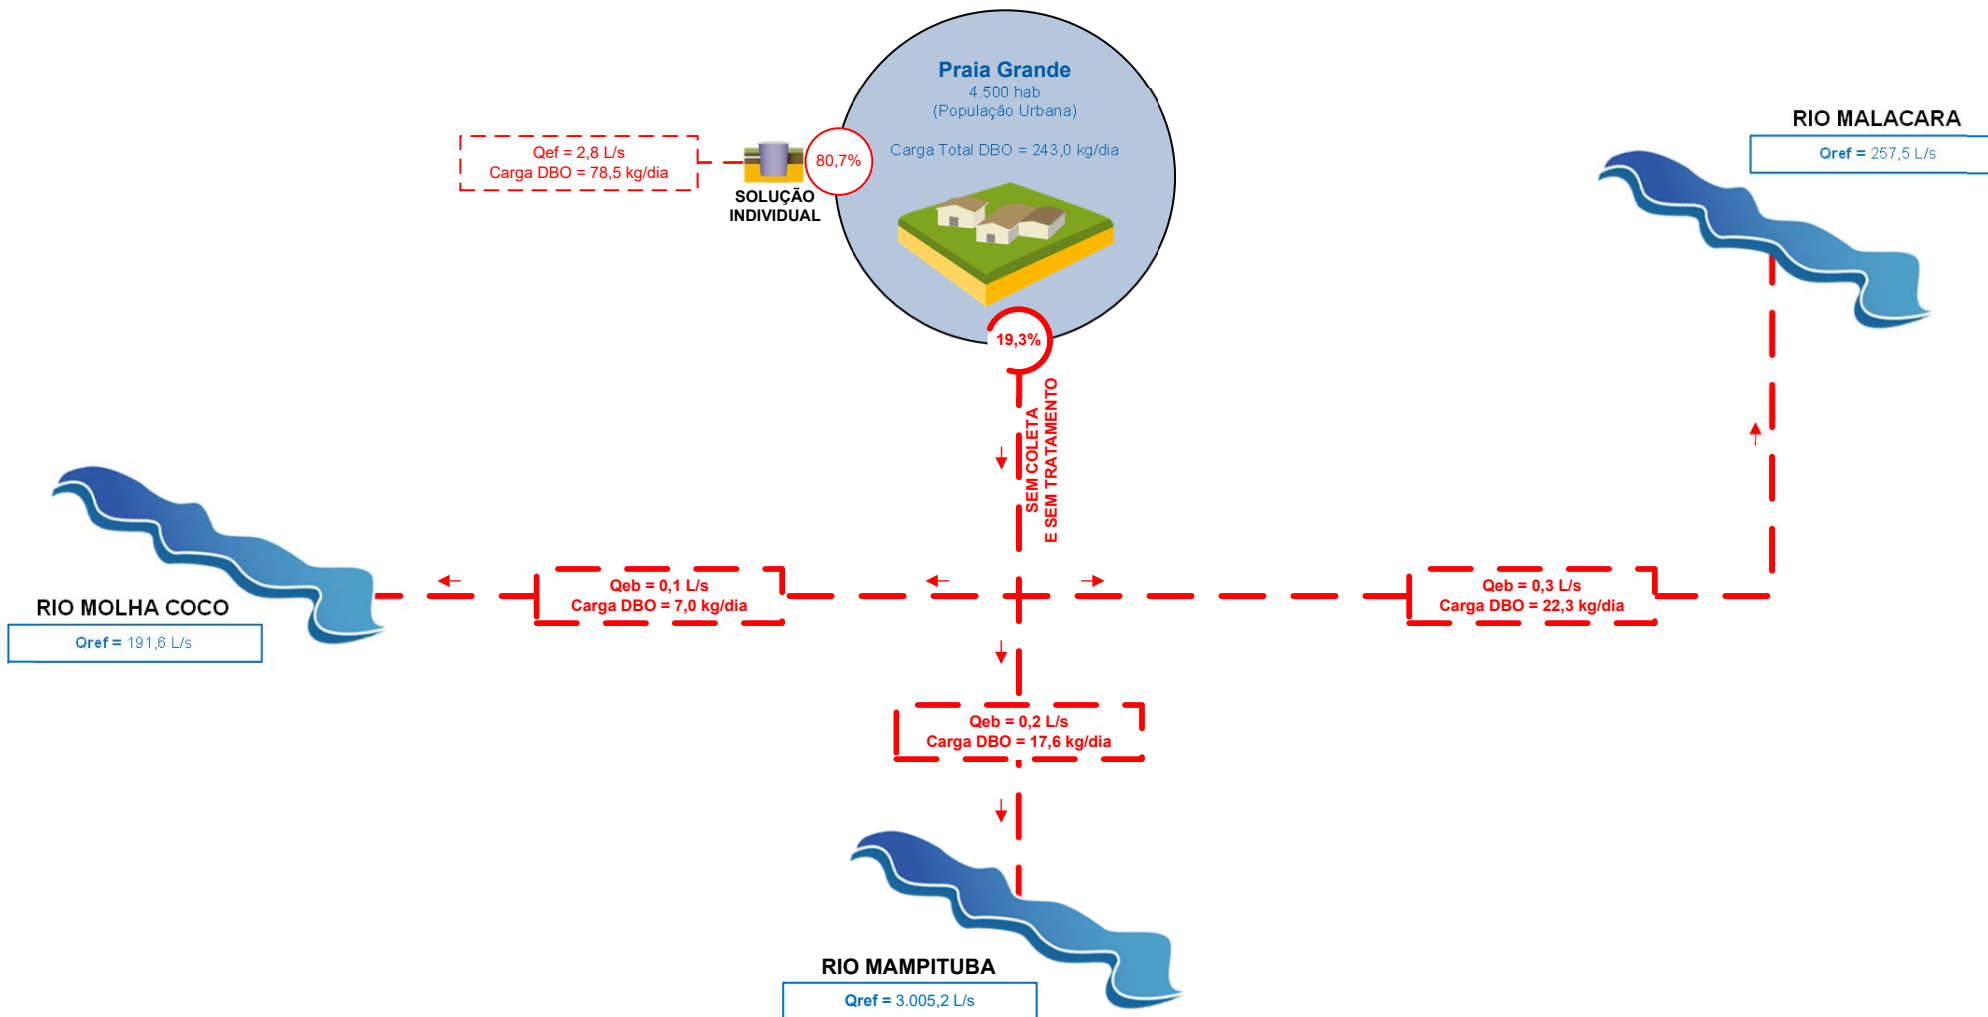 Praia Grande
4.500 hab
(População Urbana)
Carga Total DBO = 243,0 kg/dia
80,7%
SOLUÇÃO
INDIVIDUAL
Qef = 2,8 L/s
Carga DBO = 78,5 kg/dia
RIO MALACARA
Qref = 257,5 L/s
19,3%
SEM COLETA
E SEM TRATAMENTO
Qeb = 0,1 L/s
Carga DBO = 7,0 kg/dia
Qeb = 0,3 L/s
Carga DBO = 22,3 kg/dia
RIO MOLHA COCO
Qref = 191,6 L/s
Qeb = 0,2 L/s
Carga DBO = 17,6 kg/dia
RIO MAMPITUBA
Qref = 3.005,2 L/s